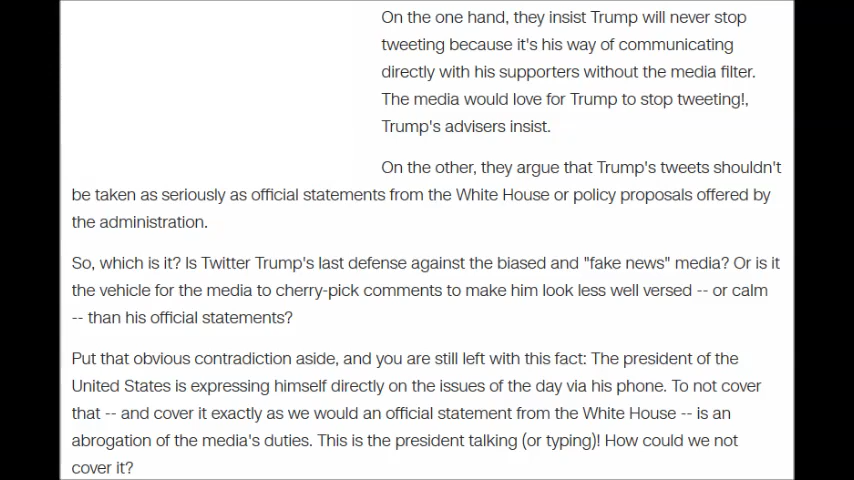 On the one hand, they insist Trump will never stop
tweeting because it's his way of communicating
directly with his supporters without the media filter.
The media would love for Trump to stop tweeting!,
Trump's advisers insist.
On the other, they argue that Trump's tweets shouldn't
be taken as seriously as official statements from the White House or policy proposals offered by
the administration.
So, which is it? Is Twitter Trump's last defense against the biased and "fake news" media? Or is it
the vehicle for the media to cherry-pick comments to make him look less well versed -- or calm
-- than his official statements?
Put that obvious contradiction aside, and you are still left with this fact: The president of the
United States is expressing himself directly on the issues of the day via his phone. To not cover
that -- and cover it exactly as we would an official statement from the White House -- is an
abrogation of the media's duties. This is the president talking (or typing)! How could we not
cover it?